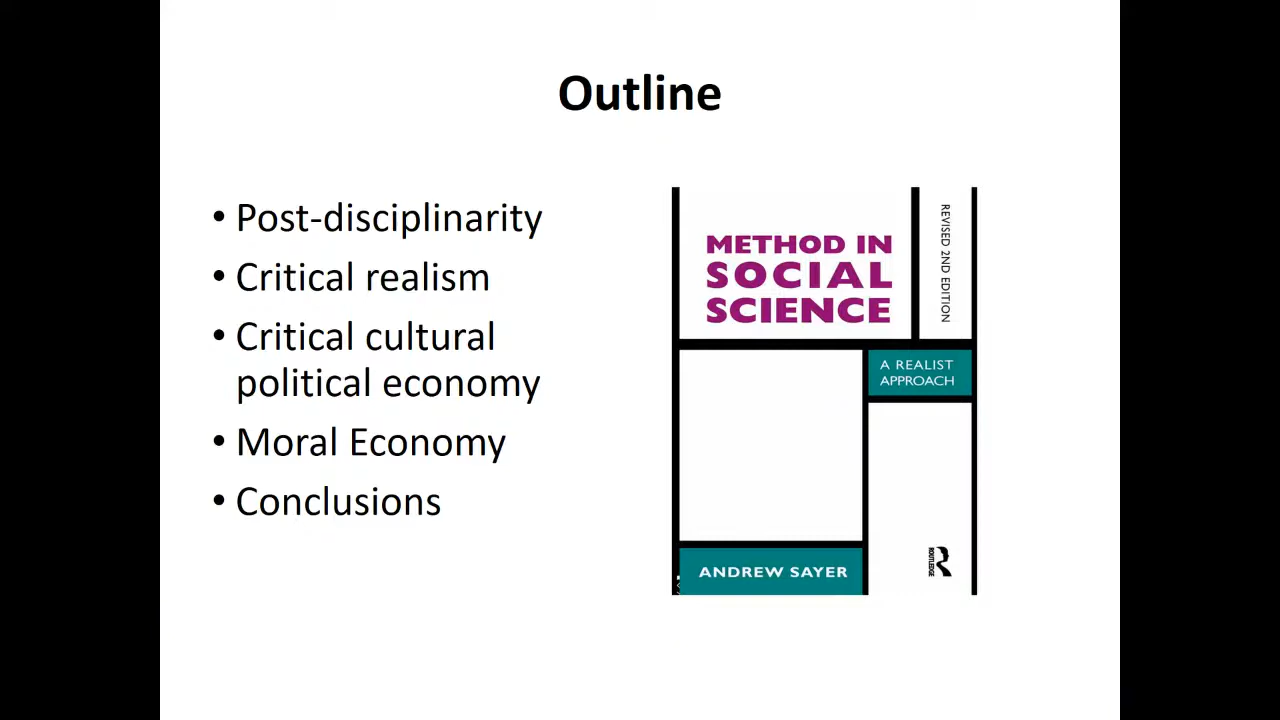 Outline
• Post-disciplinarity
• Critical realism
• Critical cultural
political economy
• Moral Economy
• Conclusions
METHOD IN
SOCIAL
SCIENCE
REVISED 2ND EDITION
A REALIST
APPROACH
ANDREW SAYER
ROUTLEDGE